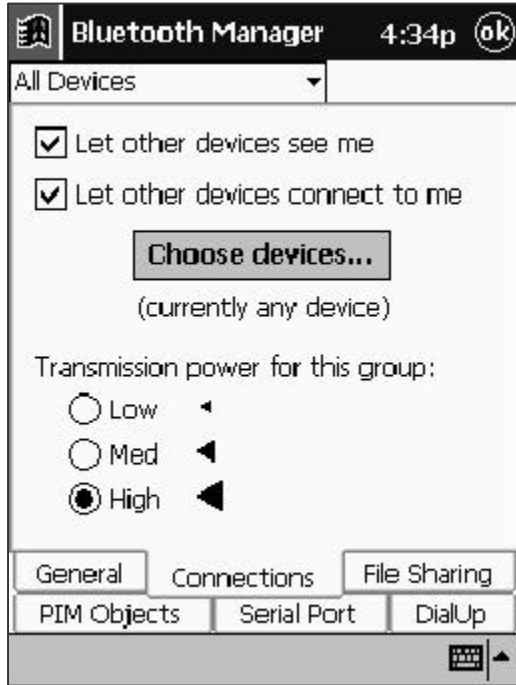 Bluetooth Manager 4:34p ok
All Devices
Let other devices see me
Let other devices connect to me
Choose devices...
(currently any device)
Transmission power for this group:
Low
Med
High
General Connections File Sharing
PIM Objects Serial Port DialUp